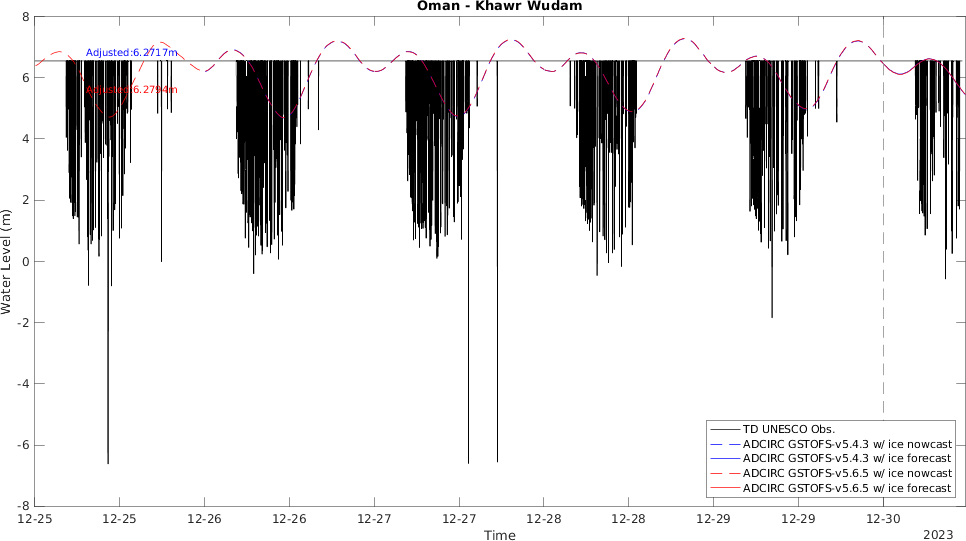 Oman - Khawr Wudam
8
6
4
2
0
-2
-4
-6
-8
Water Level (m)
Adjusted:6.2717m
Adjusted:6.2794m
TD UNESCO Obs.
ADCIRC GSTOFS-v5.4.3 w/ ice nowcast
ADCIRC GSTOFS-v5.4.3 w/ ice forecast
ADCIRC GSTOFS-v5.6.5 w/ ice nowcast
ADCIRC GSTOFS-v5.6.5 w/ ice forecast
12-25 12-25 12-26 12-26 12-27 12-27 12-28 12-28 12-29 12-29 12-30
Time
2023